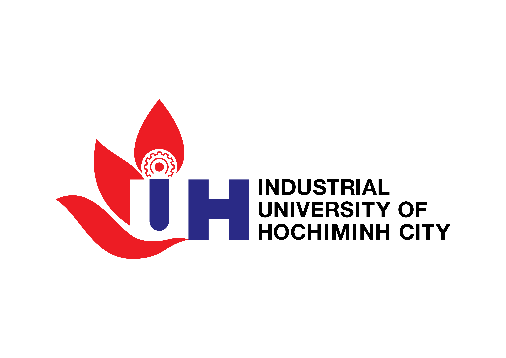 IUH
INDUSTRIAL
UNIVERSITY OF
HOCHIMINH CITY